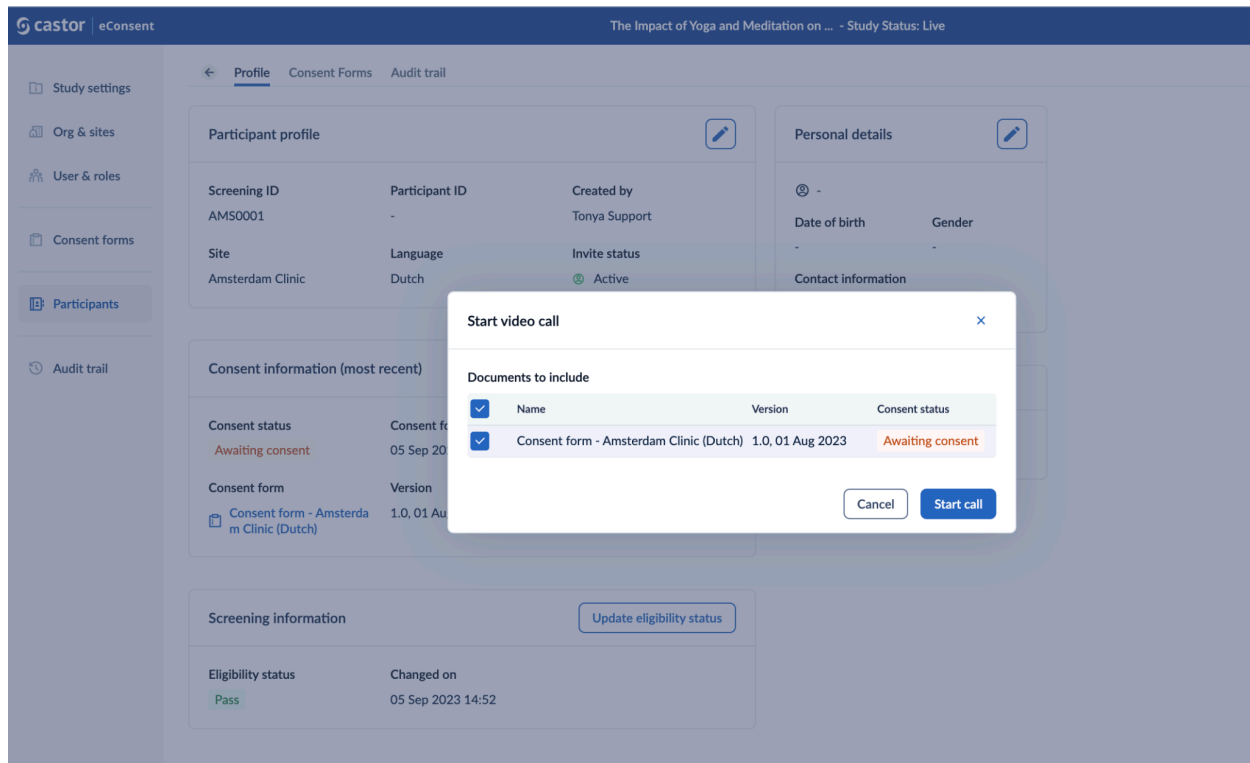 castor eConsent
The Impact of Yoga and Meditation on ... - Study Status: Live
Study settings
Org & sites
User & roles
Consent forms
Participants
Audit trail
Profile Consent Forms Audit trail
Participant profile
Screening ID Participant ID Created by
AMS0001 - Tonya Support
Site Language Invite status
Amsterdam Clinic Dutch Active
Personal details
-
Date of birth Gender
- -
Contact information
Consent information (most recent)
Consent status Consent fo
Awaiting consent 05 Sep 20
Consent form Version
Consent form - Amsterda 1.0, 01 Au
m Clinic (Dutch)
Start video call
Documents to include
Name Version Consent status
Consent form - Amsterdam Clinic (Dutch) 1.0, 01 Aug 2023 Awaiting consent
Cancel Start call
Screening information Update eligibility status
Eligibility status Changed on
Pass 05 Sep 2023 14:52